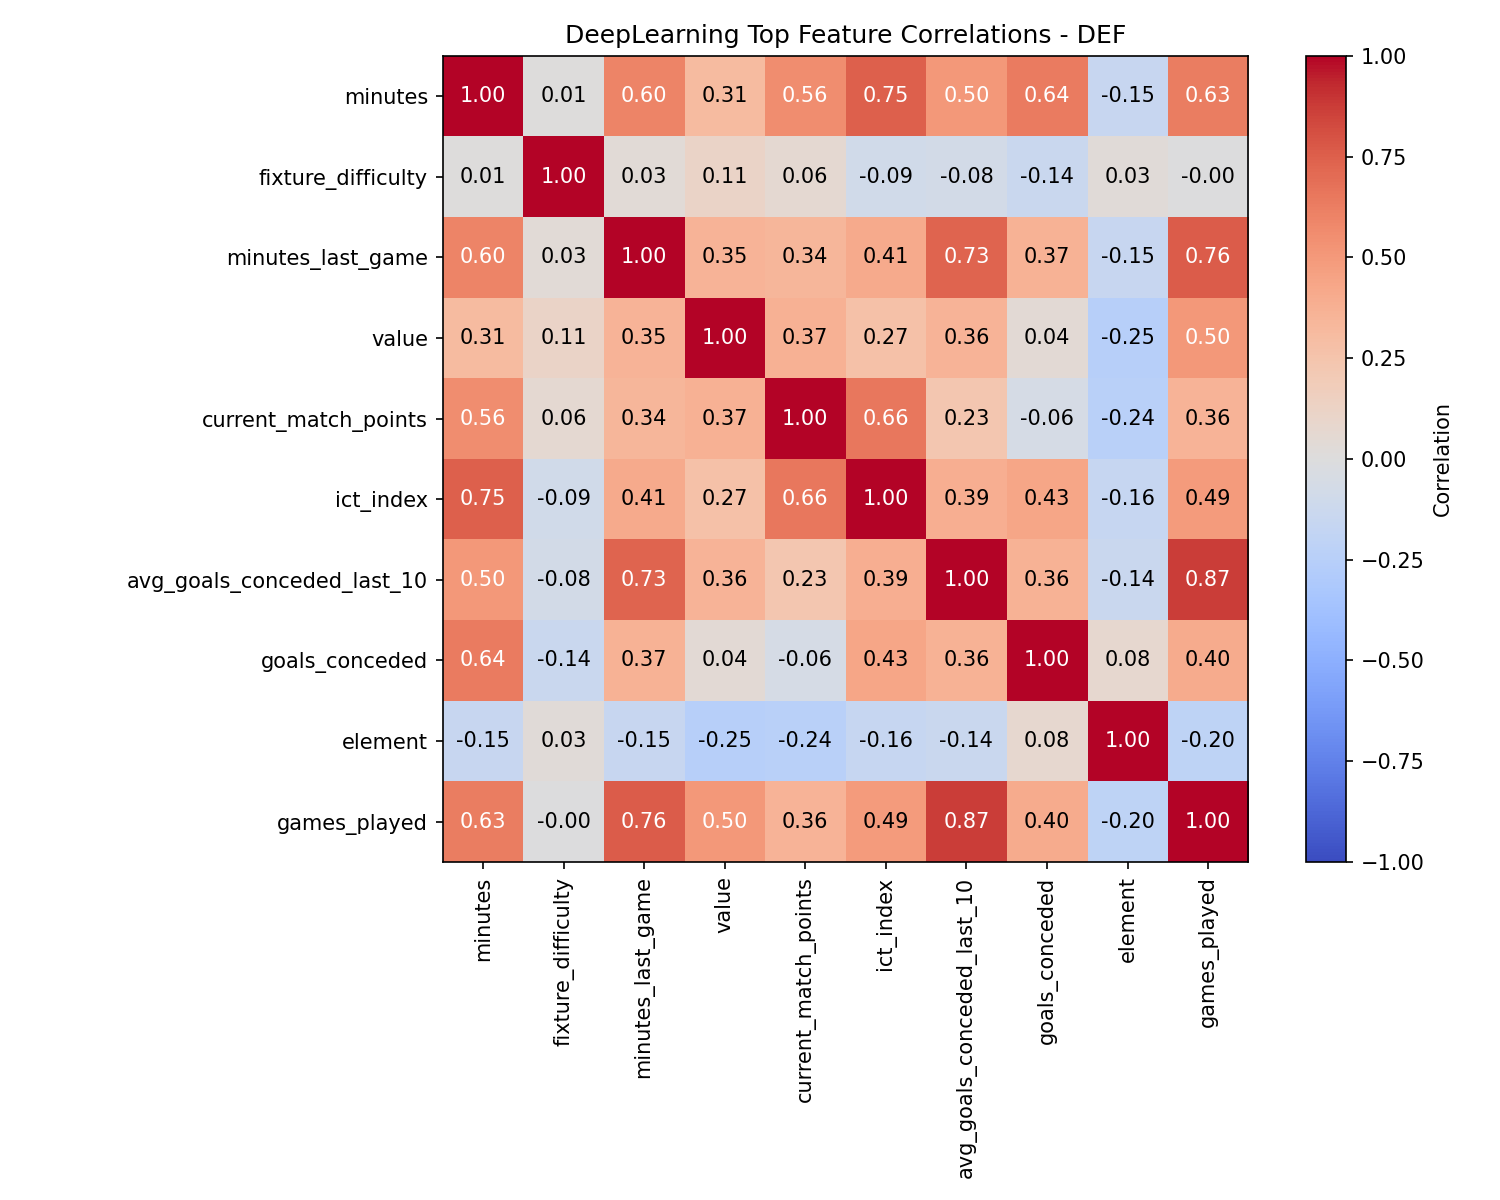 DeepLearning Top Feature Correlations - DEF
minutes 1.00 0.01 0.60 0.31 0.56 0.75 0.50 0.64 -0.15 0.63
fixture_difficulty 0.01 1.00 0.03 0.11 0.06 -0.09 -0.08 -0.14 0.03 -0.00
minutes_last_game 0.60 0.03 1.00 0.35 0.34 0.41 0.73 0.37 -0.15 0.76
value 0.31 0.11 0.35 1.00 0.37 0.27 0.36 0.04 -0.25 0.50
current_match_points 0.56 0.06 0.34 0.37 1.00 0.66 0.23 -0.06 -0.24 0.36
ict_index 0.75 -0.09 0.41 0.27 0.66 1.00 0.39 0.43 -0.16 0.49
avg_goals_conceded_last_10 0.50 -0.08 0.73 0.36 0.23 0.39 1.00 0.36 -0.14 0.87
goals_conceded 0.64 -0.14 0.37 0.04 -0.06 0.43 0.36 1.00 0.08 0.40
element -0.15 0.03 -0.15 -0.25 -0.24 -0.16 -0.14 0.08 1.00 -0.20
games_played 0.63 -0.00 0.76 0.50 0.36 0.49 0.87 0.40 -0.20 1.00
minutes
fixture_difficulty
minutes_last_game
value
current_match_points
ict_index
avg_goals_conceded_last_10
goals_conceded
element
games_played
1.00
0.75
0.50
0.25
0.00
−0.25
−0.50
−0.75
−1.00
Correlation